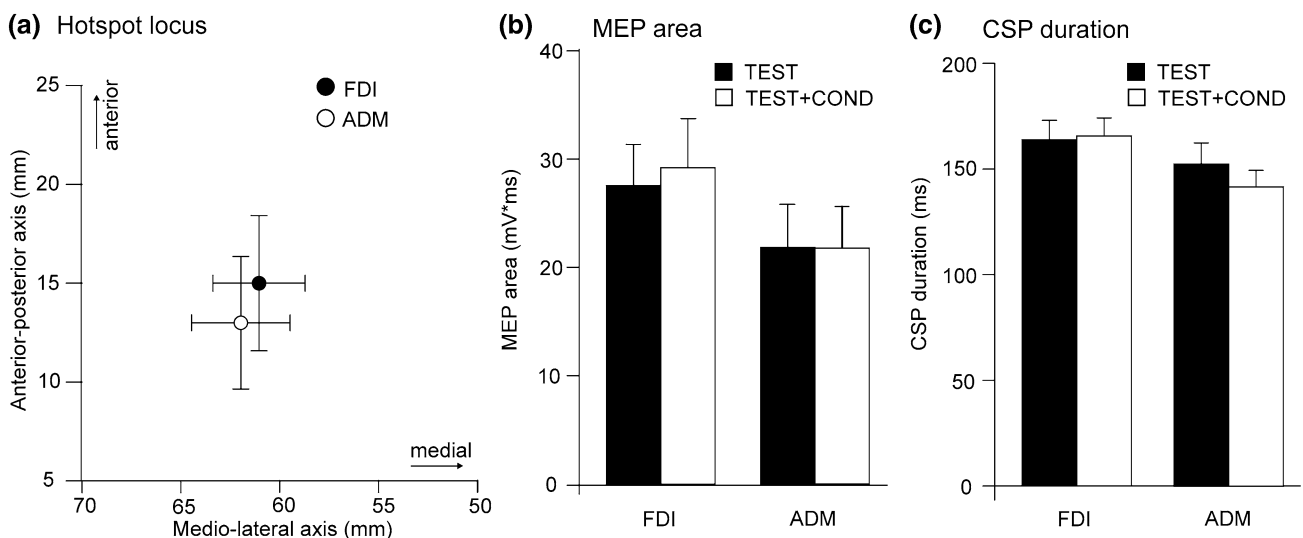 (a) Hotspot locus
25
20
15
10
5
Anterior-posterior axis (mm)
anterior
FDI
ADM
medial
70 65 60 55 50
Medio-lateral axis (mm)
(b) MEP area
40
30
20
10
0
MEP area (mV*ms)
TEST
TEST+COND
FDI ADM
(c) CSP duration
200
150
100
50
0
CSP duration (ms)
TEST
TEST+COND
FDI ADM